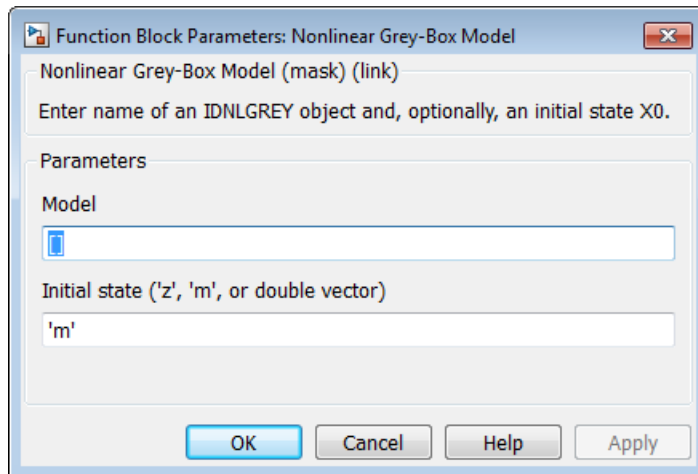 Function Block Parameters: Nonlinear Grey-Box Model
Nonlinear Grey-Box Model (mask) (link)
Enter name of an IDNLGREY object and, optionally, an initial state X0.
Parameters
Model
[]
Initial state ('z', 'm', or double vector)
'm'
OK Cancel Help Apply